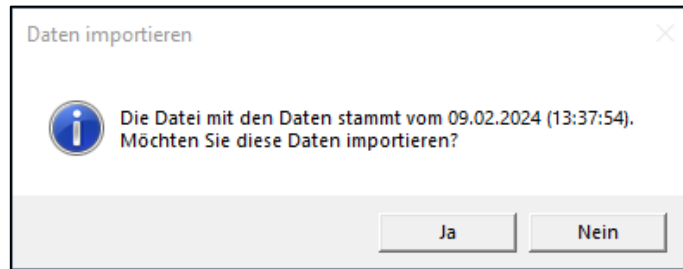 Daten importieren
Die Datei mit den Daten stammt vom 09.02.2024 (13:37:54).
Möchten Sie diese Daten importieren?
Ja Nein